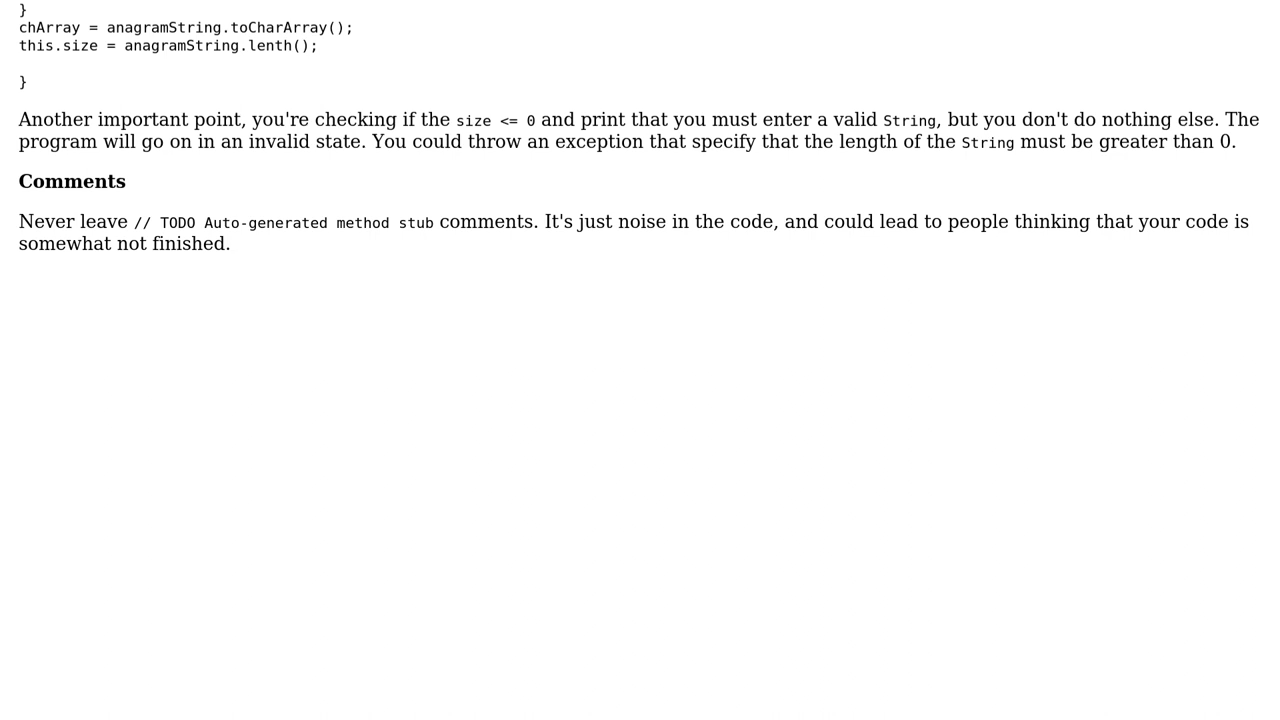 }
chArray = anagramString.toCharArray();
this.size = anagramString.lenth();
}
Another important point, you're checking if the size <= 0 and print that you must enter a valid String, but you don't do nothing else. The
program will go on in an invalid state. You could throw an exception that specify that the length of the String must be greater than 0.
Comments
Never leave // TODO Auto-generated method stub comments. It's just noise in the code, and could lead to people thinking that your code is
somewhat not finished.